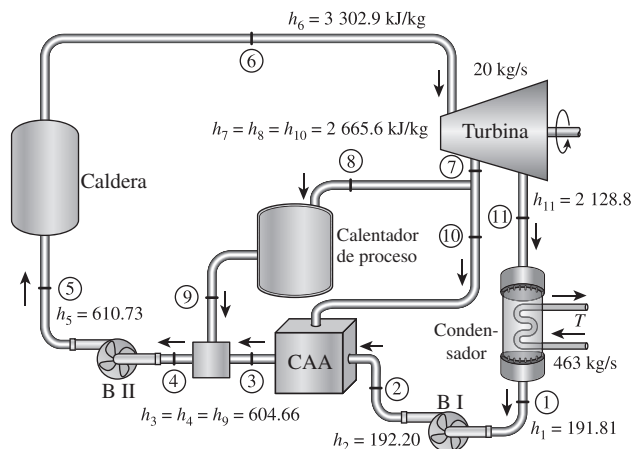 h₆ = 3 302.9 kJ/kg
6
20 kg/s
Turbina
h₇ = h₈ = h₁₀ = 2 665.6 kJ/kg
7
8
Caldera
h₁₁ = 2 128.8
11
10
Calentador
de proceso
9
5
h₅ = 610.73
T
Conden-
sador
463 kg/s
CAA
4
3
2
B II
h₃ = h₄ = h₉ = 604.66
B I
1
h₂ = 192.20
h₁ = 191.81